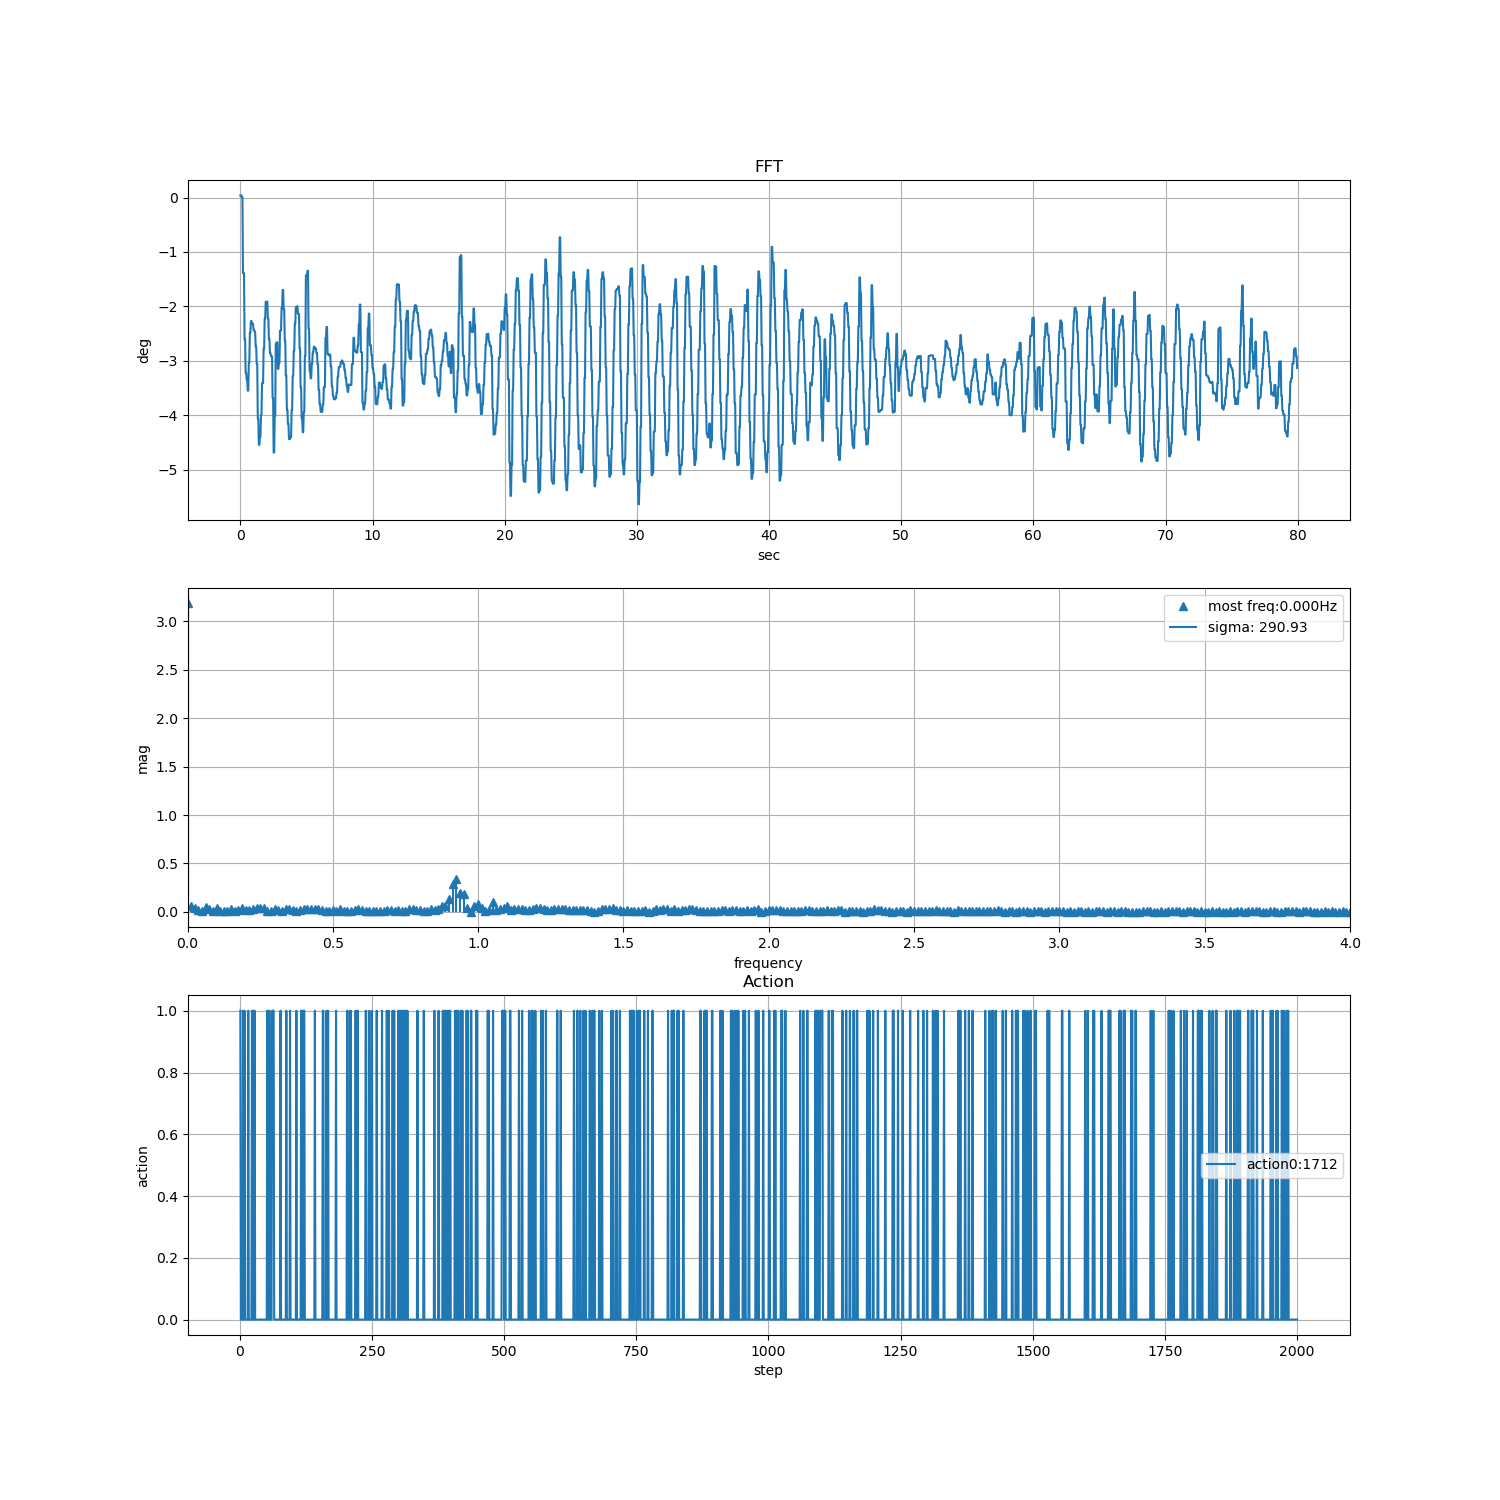 FFT
0
−1
−2
−3
−4
−5
deg
0 10 20 30 40 50 60 70 80
sec
3.0
2.5
2.0
1.5
1.0
0.5
0.0
mag
most freq:0.000Hz
sigma: 290.93
0.0 0.5 1.0 1.5 2.0 2.5 3.0 3.5 4.0
frequency
Action
1.0
0.8
0.6
0.4
0.2
0.0
action
action0:1712
0 250 500 750 1000 1250 1500 1750 2000
step